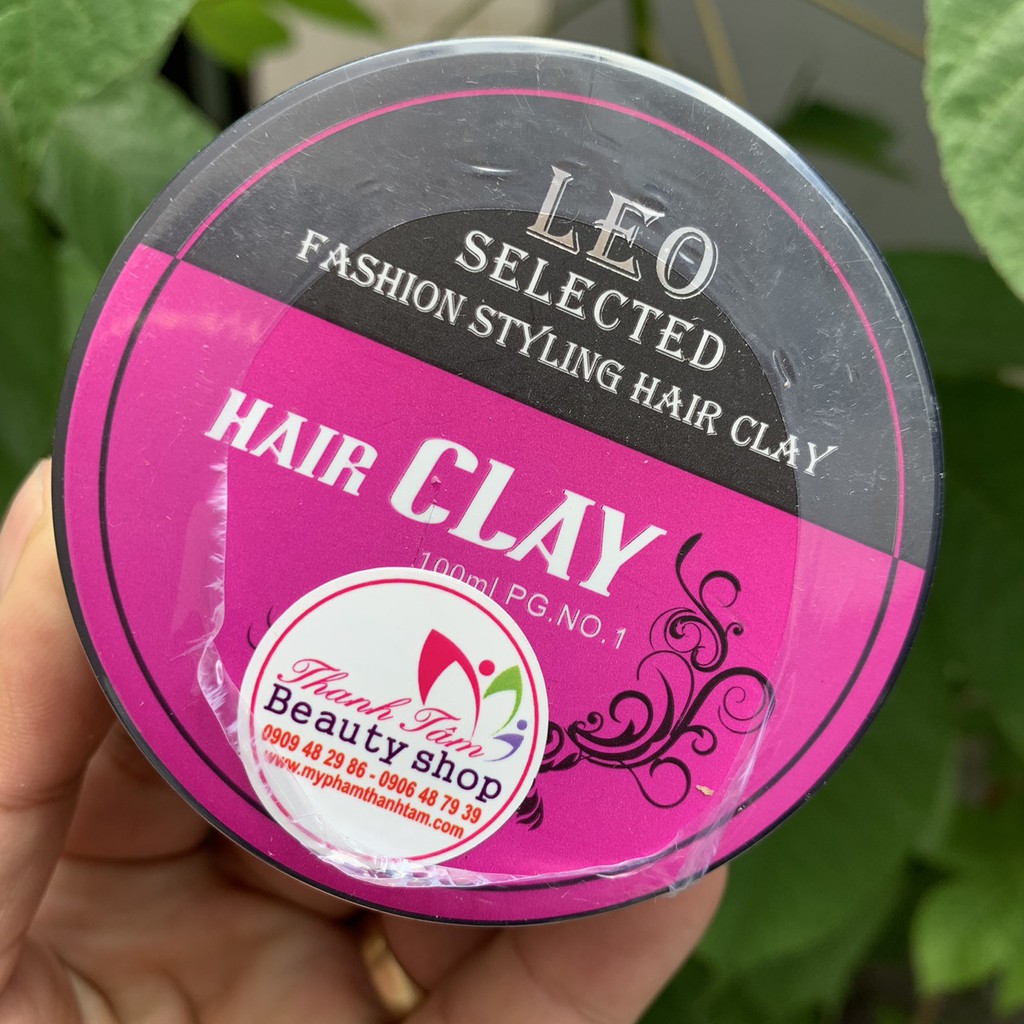 LEO
SELECTED
FASHION STYLING HAIR CLAY
HAIR CLAY
100ml PG.NO.1
Thanh Tâm
Beauty shop
0909 48 29 86 - 0906 48 79 39
www.myphamthanhtam.com